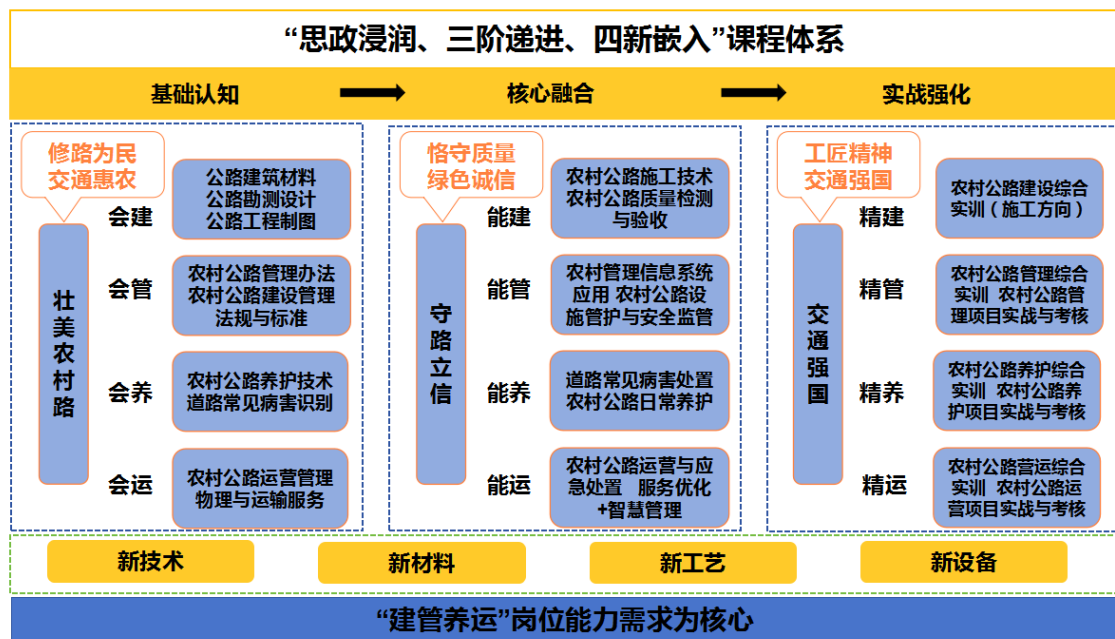 “思政浸润、三阶递进、四新嵌入”课程体系
基础认知
核心融合
实战强化
修路为民
交通惠农
壮美农村路
会建
公路建筑材料
公路勘测设计
公路工程制图
会管
农村公路管理办法
农村公路建设管理
法规与标准
会养
农村公路养护技术
道路常见病害识别
会运
农村公路运营管理
物理与运输服务
恪守质量
绿色诚信
守路立信
能建
农村公路施工技术
农村公路质量检测
与验收
能管
农村管理信息系统
应用 农村公路设
施管护与安全监管
能养
道路常见病害处置
农村公路日常养护
能运
农村公路运营与应
急处置 服务优化
+智慧管理
工匠精神
交通强国
交通强国
精建
农村公路建设综合
实训（施工方向）
精管
农村公路管理综合
实训 农村公路管
理项目实战与考核
精养
农村公路养护综合
实训 农村公路养
护项目实战与考核
精运
农村公路营运综合
实训 农村公路运
营项目实战与考核
新技术
新材料
新工艺
新设备
“建管养运”岗位能力需求为核心